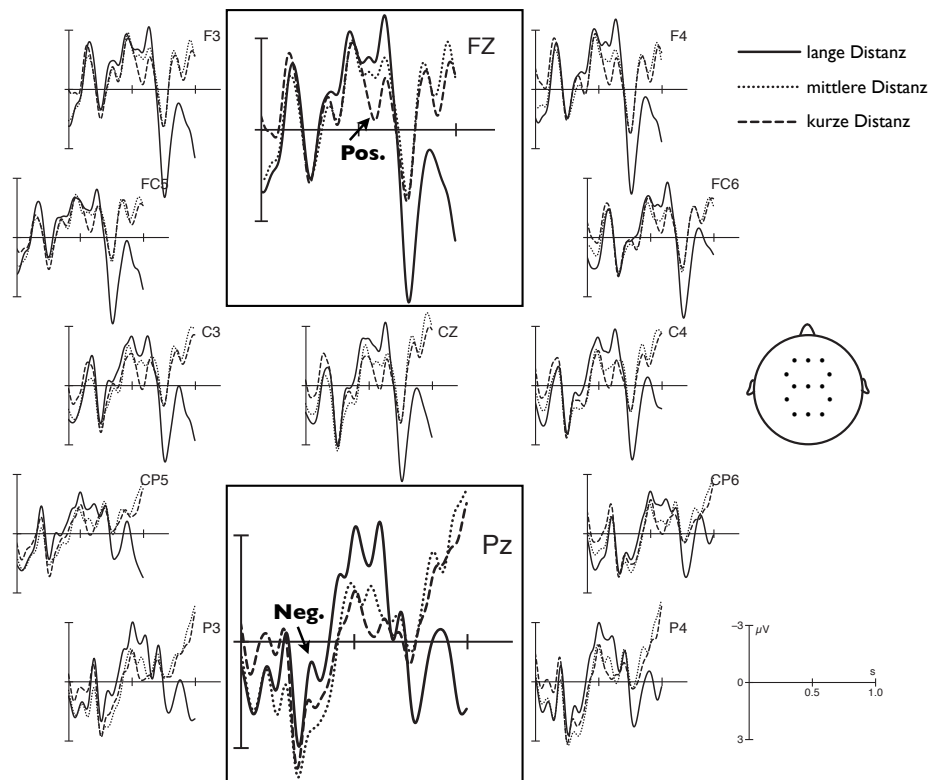 F3
FZ
F4
lange Distanz
mittlere Distanz
kurze Distanz
Pos.
FC5
FC6
C3
CZ
C4
CP5
CP6
Pz
Neg.
P3
P4
–3
µV
s
0
0.5
1.0
3